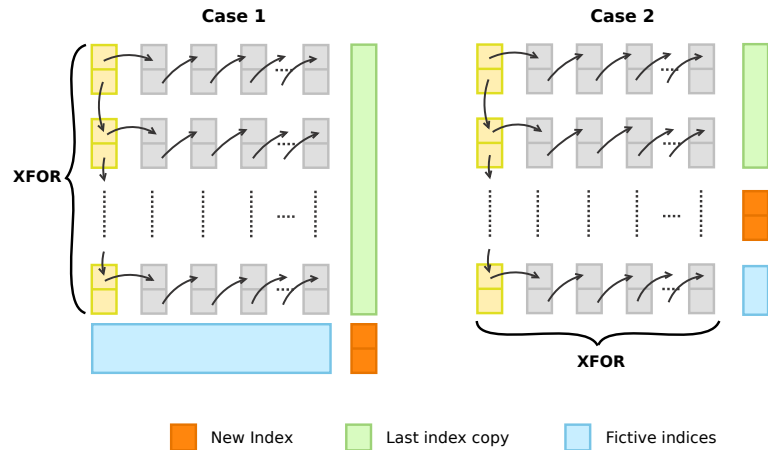 Case 1
Case 2
XFOR
XFOR
New Index
Last index copy
Fictive indices